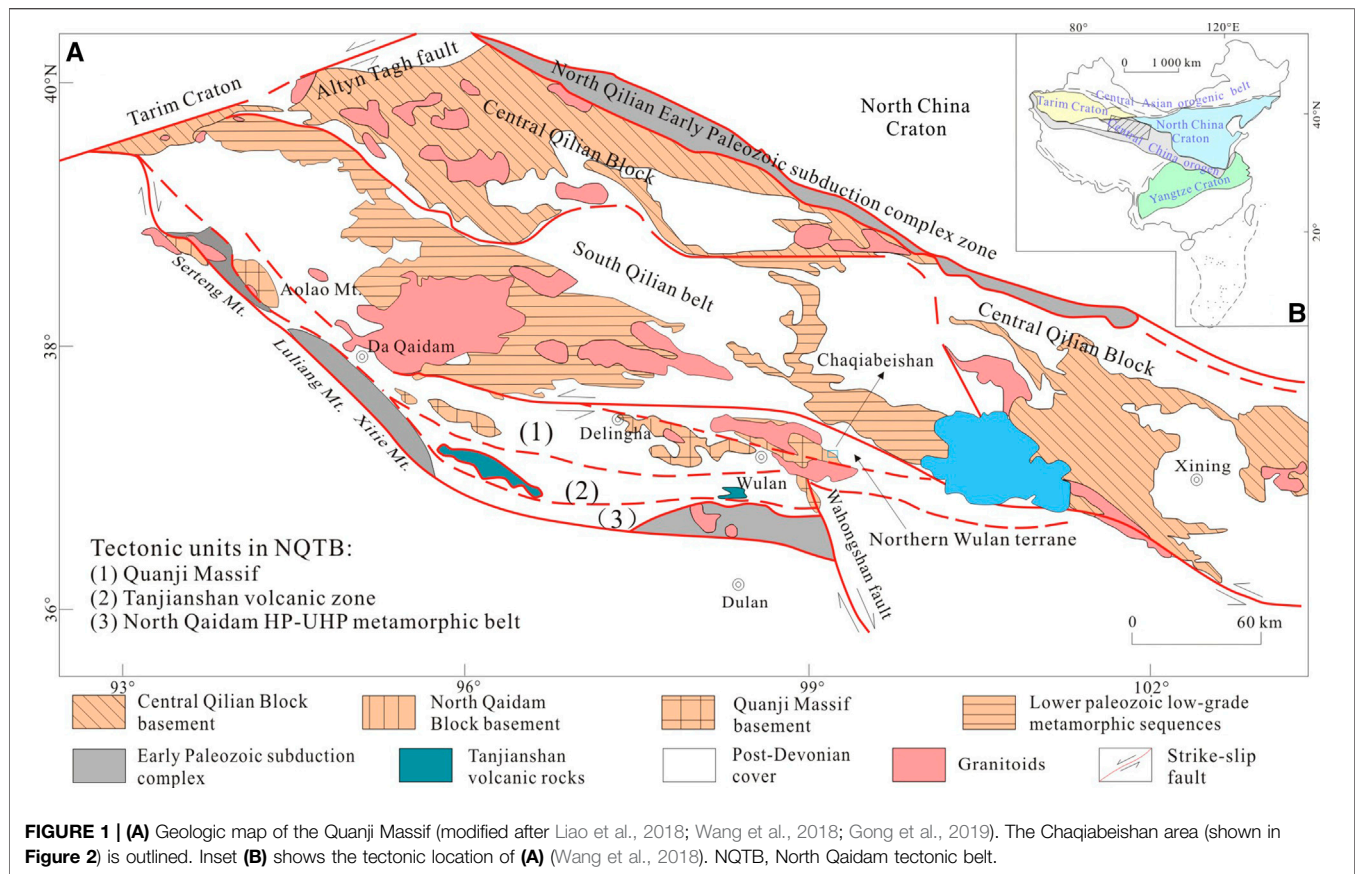 A
80°
120°E
0 1 000 km
Central Asian orogenic belt
Tarim Craton
North China
Craton
Central China orogen
Yangtze Craton
40°N
20°
B
40°N
38°
36°
Tarim Craton
Altyn Tagh fault
North Qilian Early Paleozoic subduction complex zone
North China
Craton
Central Qilian Block
South Qilian belt
Serteng Mt.
Aolao Mt.
Da Qaidam
Luliang Mt.
Xitie Mt.
Chaqiabeishan
Central Qilian Block
(1)
Delingha
(2)
Wulan
(3)
Xining
Wahongshan fault
Northern Wulan terrane
Dulan
Tectonic units in NQTB:
(1) Quanji Massif
(2) Tanjianshan volcanic zone
(3) North Qaidam HP-UHP metamorphic belt
0 60 km
93° 96° 99° 102°
Central Qilian Block
basement
North Qaidam
Block basement
Quanji Massif
basement
Lower paleozoic low-grade
metamorphic sequences
Early Paleozoic subduction
complex
Tanjianshan
volcanic rocks
Post-Devonian
cover
Granitoids
Strike-slip
fault
FIGURE 1 | (A) Geologic map of the Quanji Massif (modified after Liao et al., 2018; Wang et al., 2018; Gong et al., 2019). The Chaqiabeishan area (shown in
Figure 2) is outlined. Inset (B) shows the tectonic location of (A) (Wang et al., 2018). NQTB, North Qaidam tectonic belt.